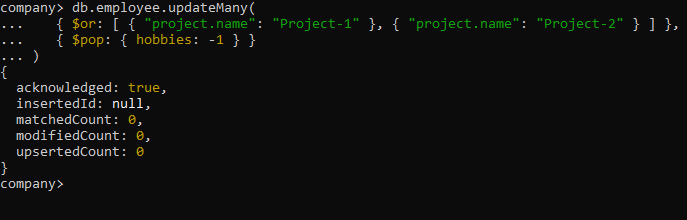 company> db.employee.updateMany(
...     { $or: [ { "project.name": "Project-1" }, { "project.name": "Project-2" } ] },
...     { $pop: { hobbies: -1 } }
... )
{
  acknowledged: true,
  insertedId: null,
  matchedCount: 0,
  modifiedCount: 0,
  upsertedCount: 0
}
company>